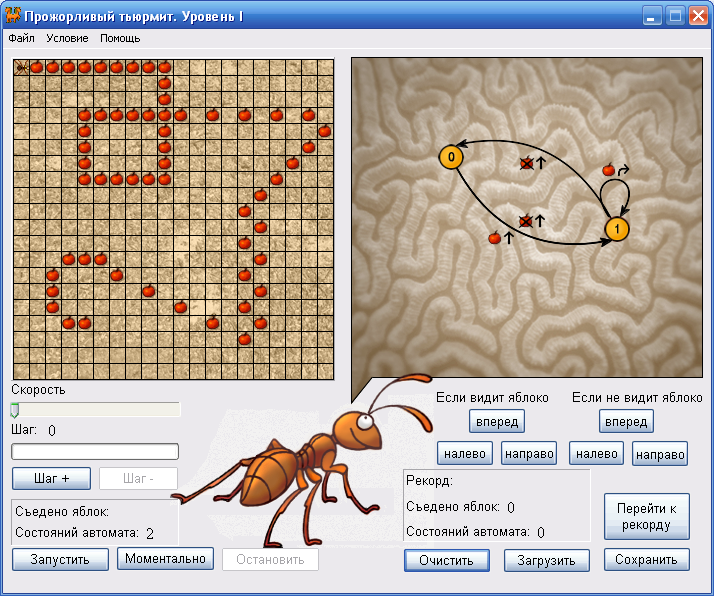 Прожорливый тьюрмит. Уровень I
Файл Условие Помощь
0
1
Скорость
Шаг: 0
Шаг + Шаг -
Съедено яблок:
Состояний автомата: 2
Запустить Моментально Остановить
Если видит яблоко Если не видит яблоко
вперед вперед
налево направо налево направо
Рекорд:
Съедено яблок: 0
Состояний автомата: 0
Перейти к
рекорду
Очистить Загрузить Сохранить